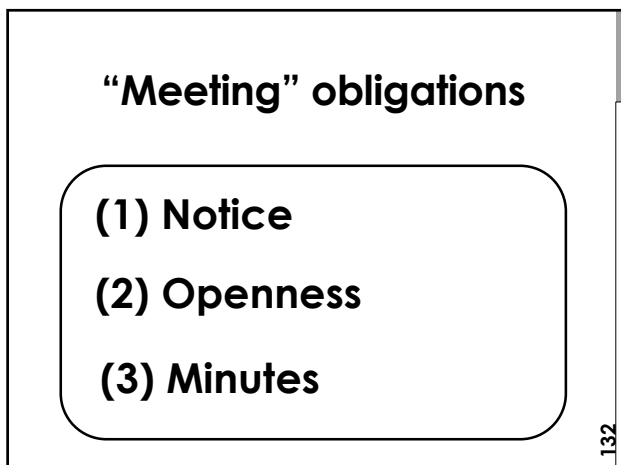 “Meeting” obligations
(1) Notice
(2) Openness
(3) Minutes
132